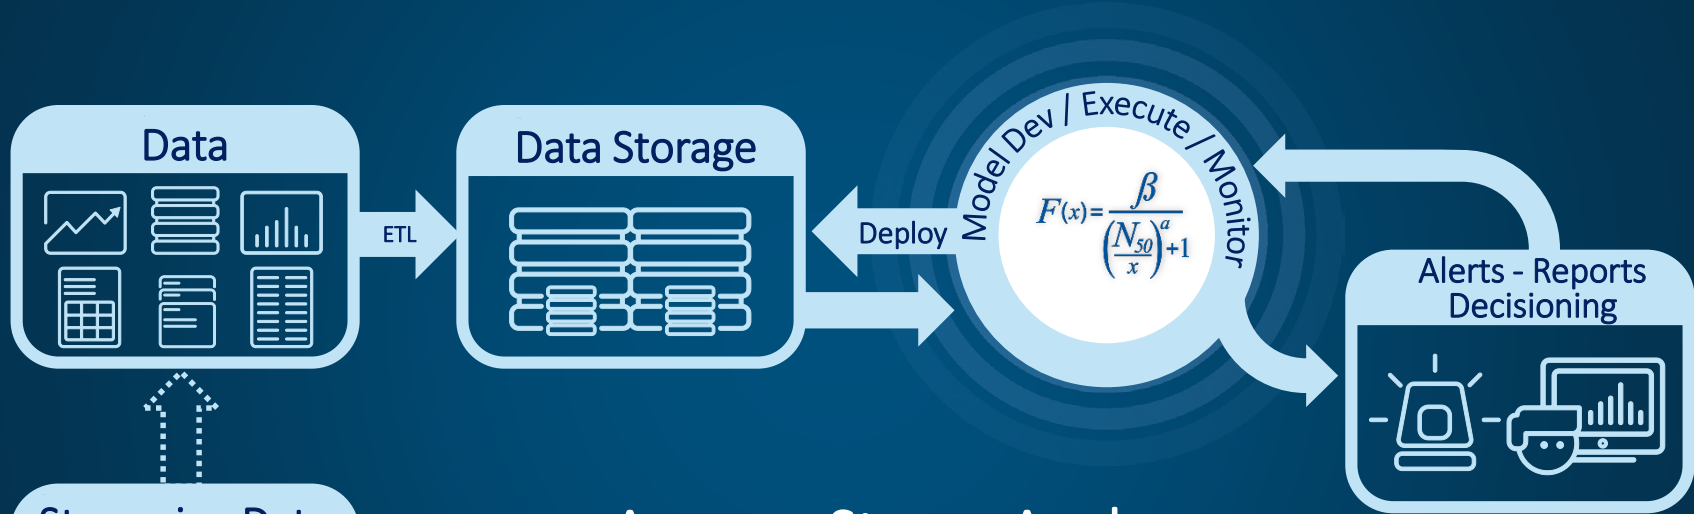 Data
ETL
Data Storage
Deploy
Model Dev / Execute / Monitor
F(x)= β / ((N50/x)^a+1)
Alerts - Reports
Decisioning